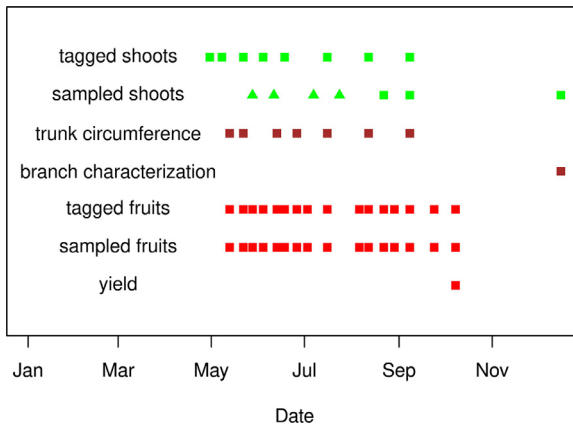 tagged shoots
sampled shoots
trunk circumference
branch characterization
tagged fruits
sampled fruits
yield
Jan Mar May Jul Sep Nov
Date